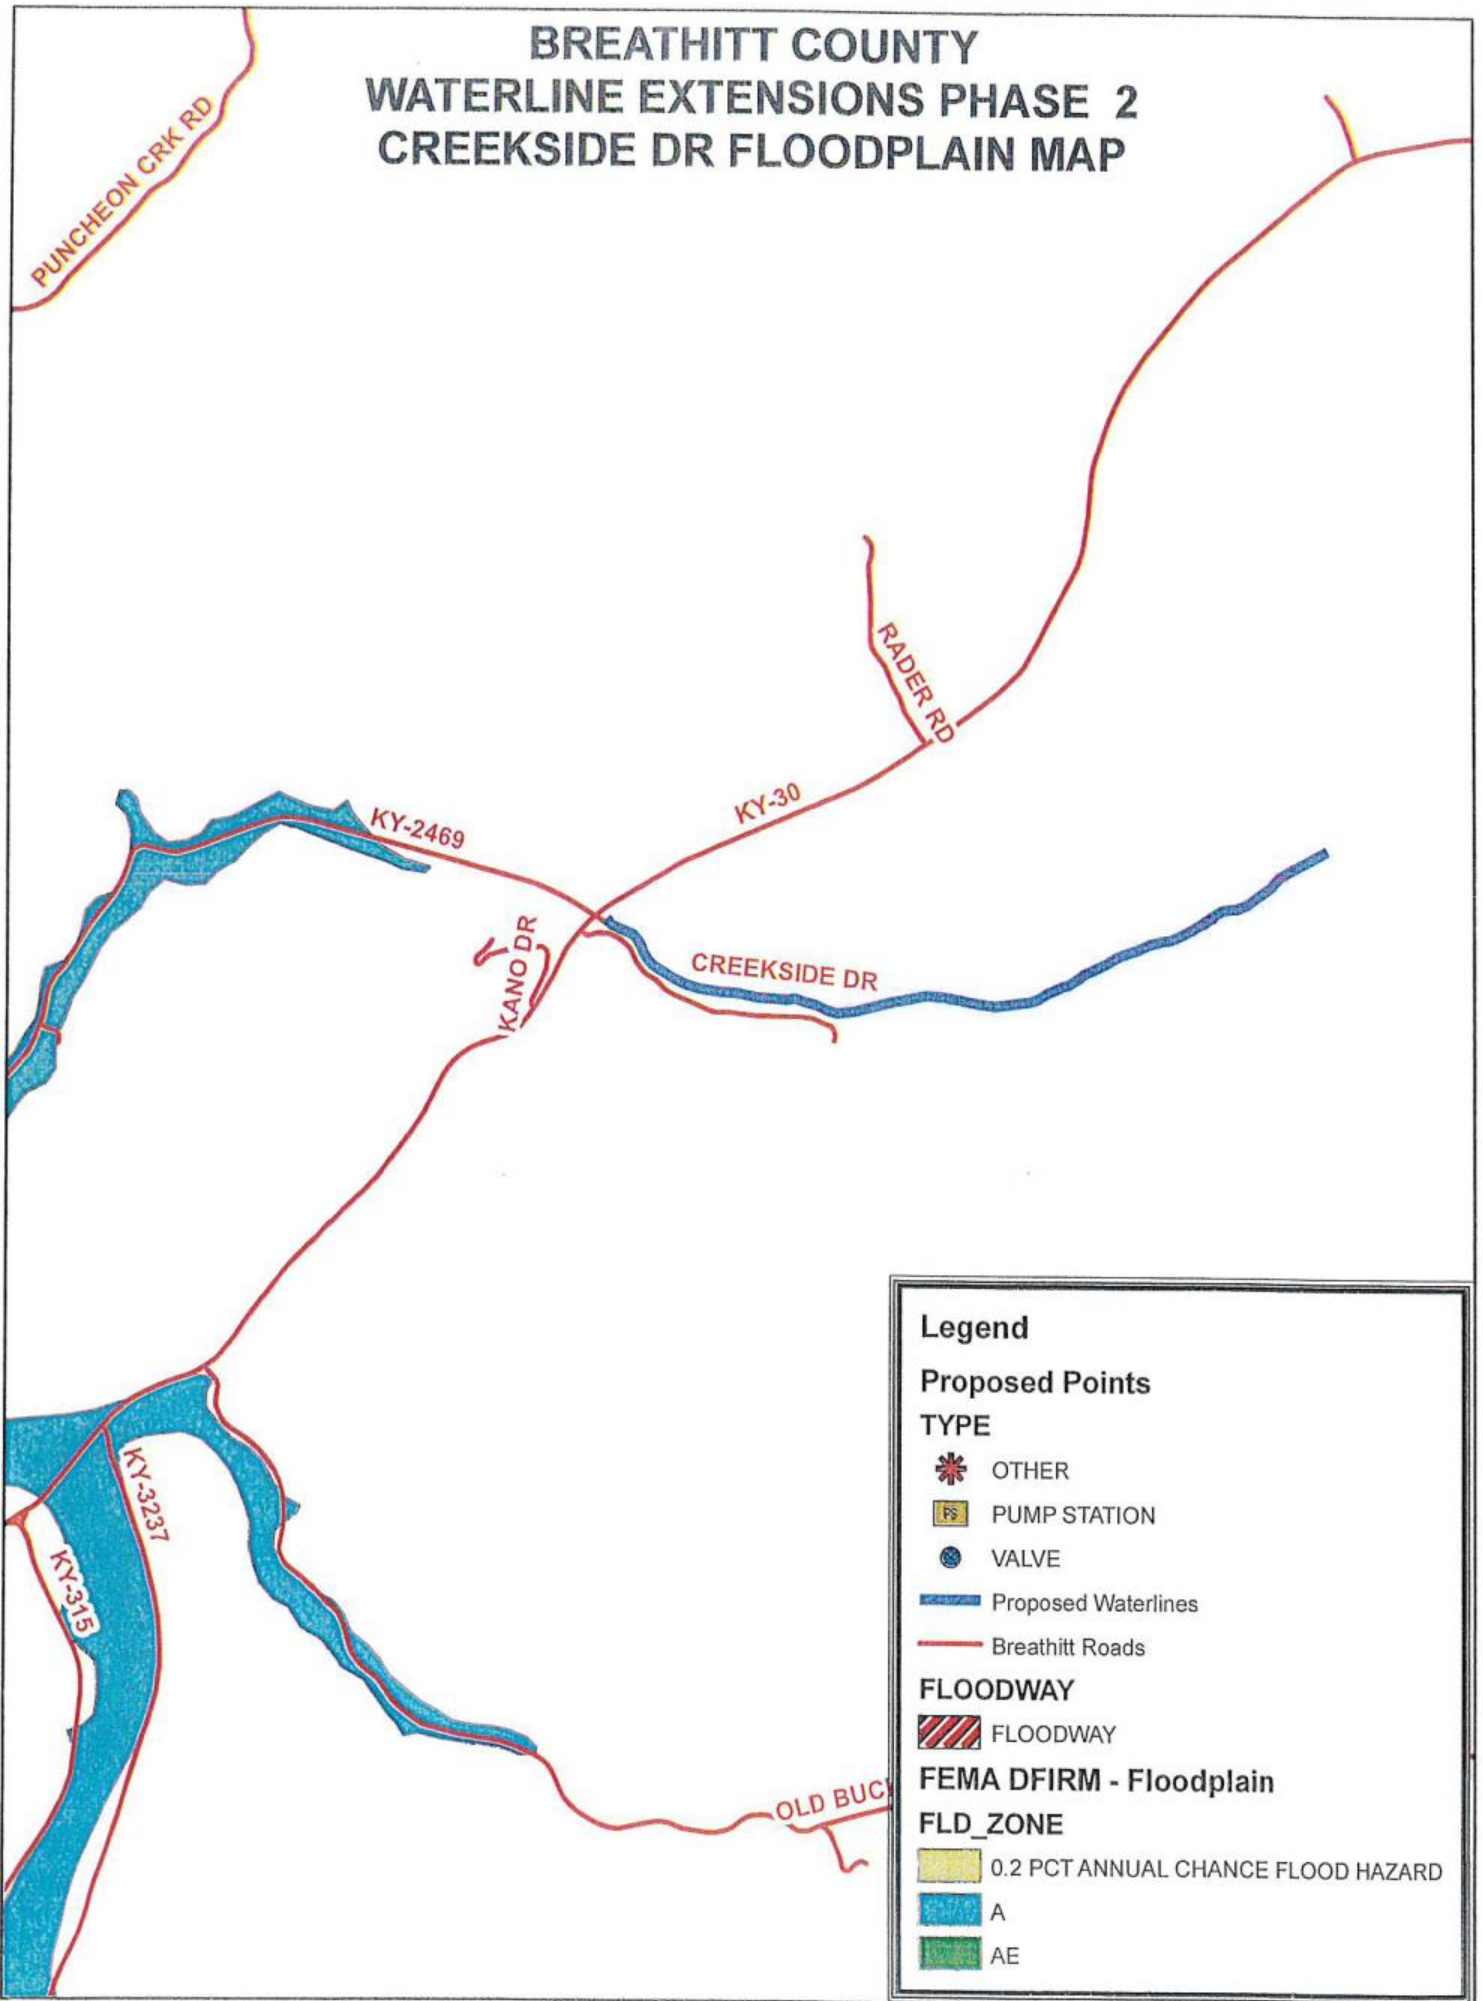 BREATHITT COUNTY
WATERLINE EXTENSIONS PHASE 2
CREEKSIDE DR FLOODPLAIN MAP
PUNCHEON CRK RD
RADER RD
KY-30
KY-2469
KANO DR
CREEKSIDE DR
KY-3237
KY-315
OLD BUC
Legend
Proposed Points
TYPE
OTHER
PS PUMP STATION
VALVE
Proposed Waterlines
Breathitt Roads
FLOODWAY
FLOODWAY
FEMA DFIRM - Floodplain
FLD_ZONE
0.2 PCT ANNUAL CHANCE FLOOD HAZARD
A
AE